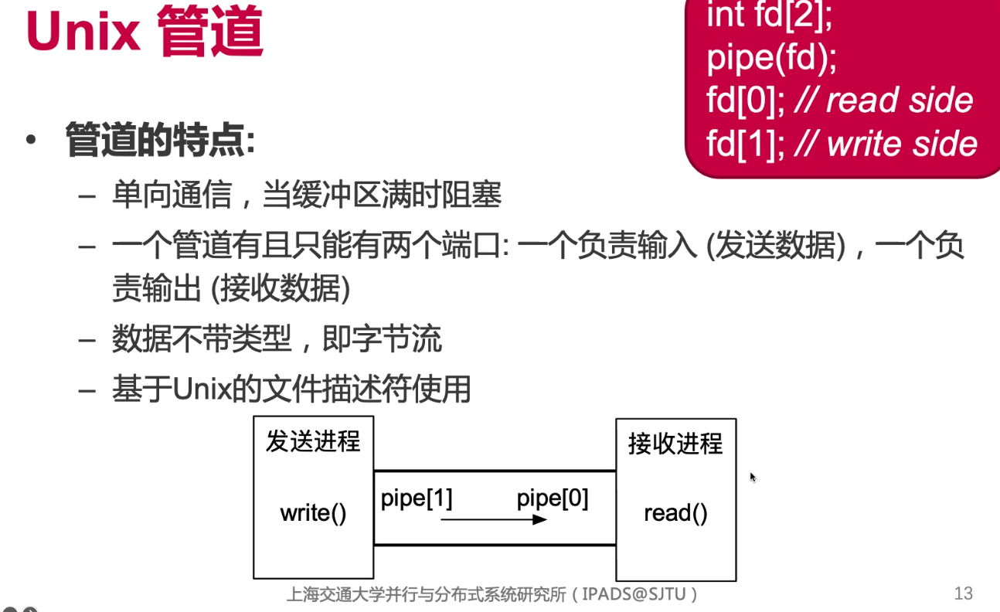 Unix 管道
int fd[2];
pipe(fd);
fd[0]; // read side
fd[1]; // write side
• 管道的特点:
– 单向通信，当缓冲区满时阻塞
– 一个管道有且只能有两个端口: 一个负责输入 (发送数据)，一个负
责输出 (接收数据)
– 数据不带类型，即字节流
– 基于Unix的文件描述符使用
发送进程
write()
pipe[1]
pipe[0]
接收进程
read()
上海交通大学并行与分布式系统研究所（IPADS@SJTU）
13